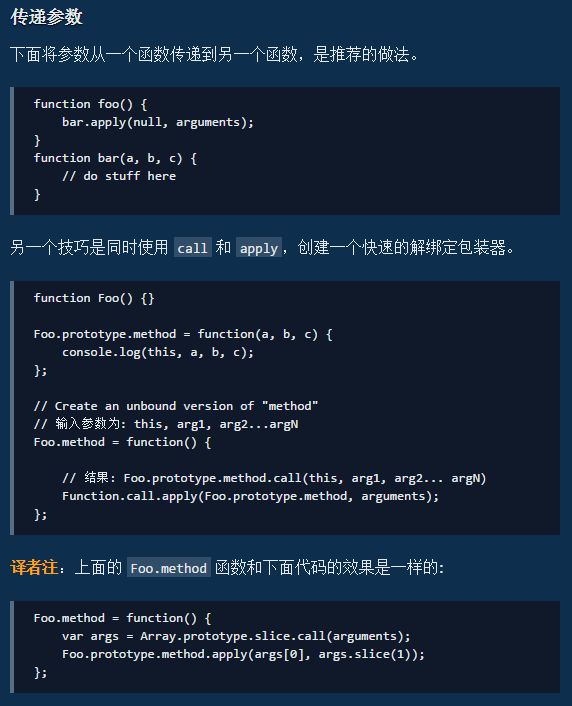 传递参数
下面将参数从一个函数传递到另一个函数，是推荐的做法。
function foo() {
    bar.apply(null, arguments);
}
function bar(a, b, c) {
    // do stuff here
}
另一个技巧是同时使用 call 和 apply，创建一个快速的解绑定包装器。
function Foo() {}
Foo.prototype.method = function(a, b, c) {
    console.log(this, a, b, c);
};
// Create an unbound version of "method"
// 输入参数为: this, arg1, arg2...argN
Foo.method = function() {
    // 结果: Foo.prototype.method.call(this, arg1, arg2... argN)
    Function.call.apply(Foo.prototype.method, arguments);
};
译者注：上面的 Foo.method 函数和下面代码的效果是一样的:
Foo.method = function() {
    var args = Array.prototype.slice.call(arguments);
    Foo.prototype.method.apply(args[0], args.slice(1));
};